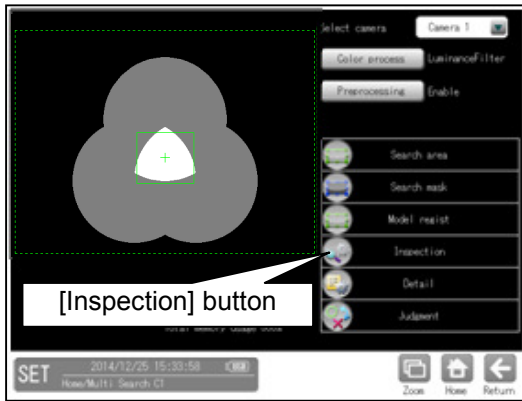 Select camera
Camera 1
Color process
LuminanceFilter
Preprocessing
Enable
Search area
Search mask
Model regist
Inspection
[Inspection] button
Detail
Judgment
SET
2014/12/25 15:33:58
USB
Home/Multi Search C1
Zoom
Home
Return